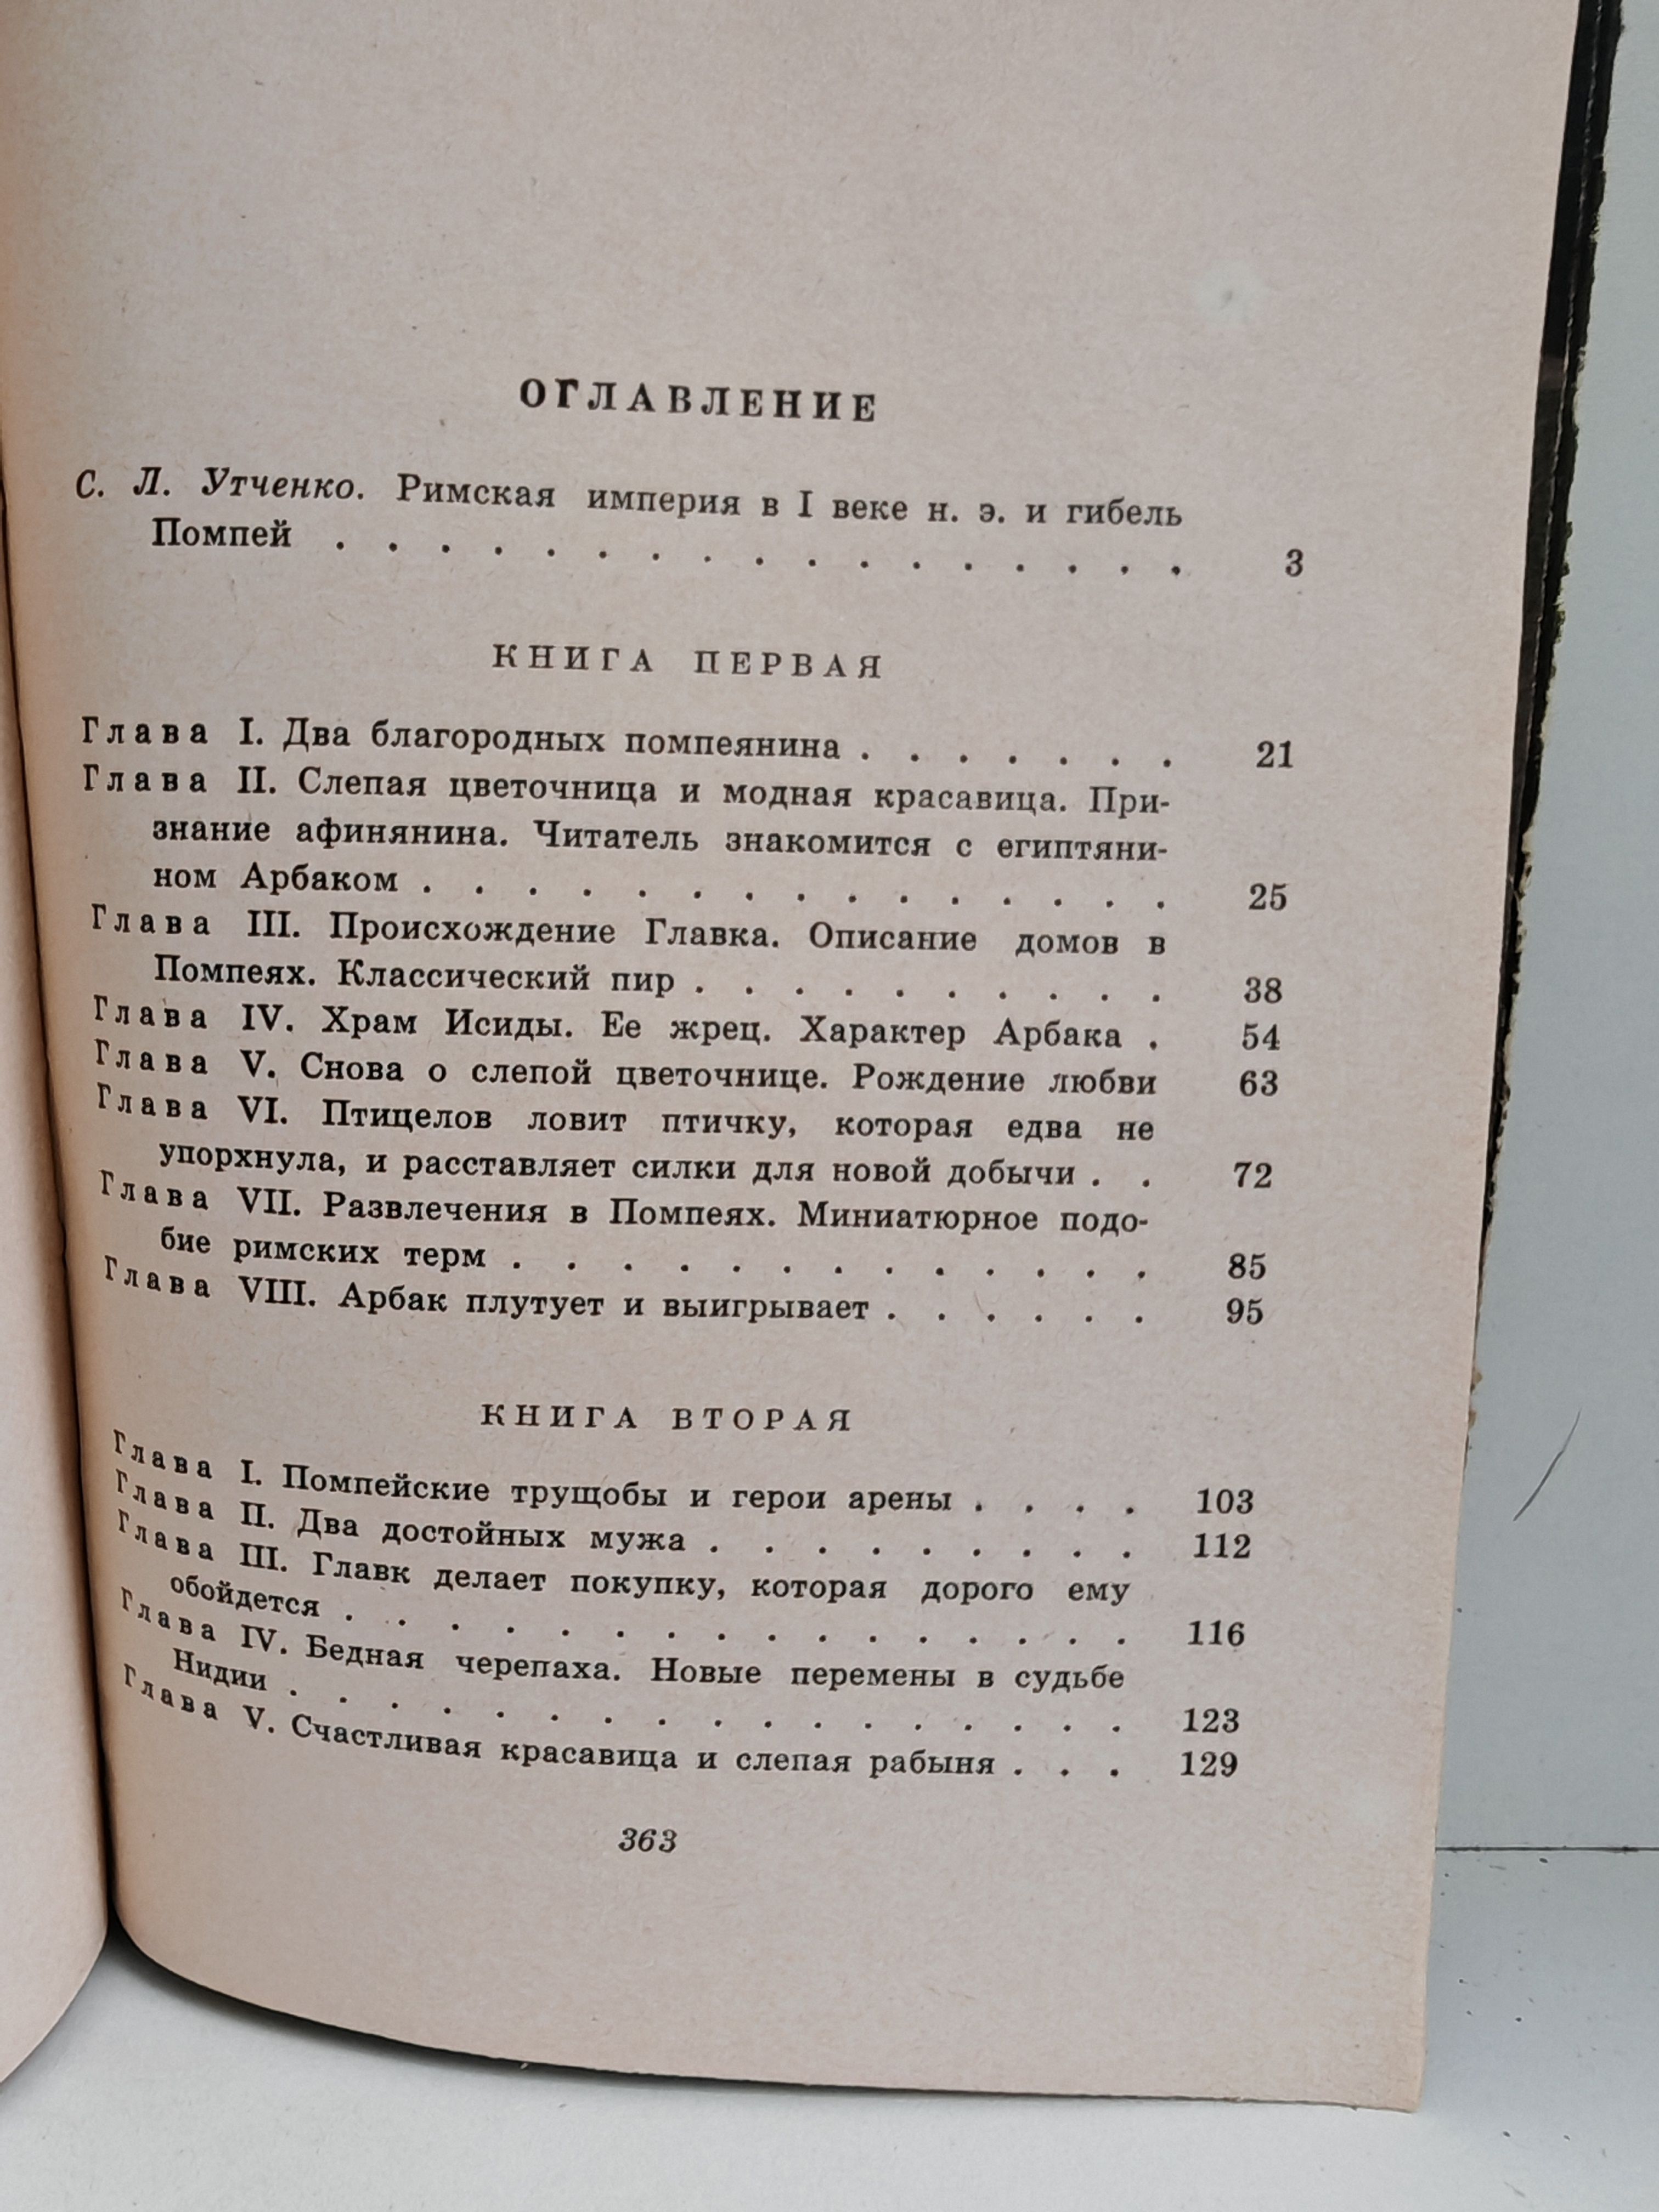 ОГЛАВЛЕНИЕ
С. Л. Утченко. Римская империя в I веке н. э. и гибель
Помпей . . . . . . . . . . . . . . . . . 3
КНИГА ПЕРВАЯ
Глава I. Два благородных помпеянина . . . . . . . 21
Глава II. Слепая цветочница и модная красавица. При-
знание афинянина. Читатель знакомится с египтяни-
ном Арбаком . . . . . . . . . . . . . . 25
Глава III. Происхождение Главка. Описание домов в
Помпеях. Классический пир . . . . . . . . . . 38
Глава IV. Храм Исиды. Ее жрец. Характер Арбака . 54
Глава V. Снова о слепой цветочнице. Рождение любви 63
Глава VI. Птицелов ловит птичку, которая едва не
упорхнула, и расставляет силки для новой добычи . . 72
Глава VII. Развлечения в Помпеях. Миниатюрное подо-
бие римских терм . . . . . . . . . . . . 85
Глава VIII. Арбак плутует и выигрывает . . . . . . 95
КНИГА ВТОРАЯ
Глава I. Помпейские трущобы и герои арены . . . . 103
Глава II. Два достойных мужа . . . . . . . . . 112
Глава III. Главк делает покупку, которая дорого ему
обойдется . . . . . . . . . . . . . . . 116
Глава IV. Бедная черепаха. Новые перемены в судьбе
Нидии . . . . . . . . . . . . . . . . 123
Глава V. Счастливая красавица и слепая рабыня . . . 129
363